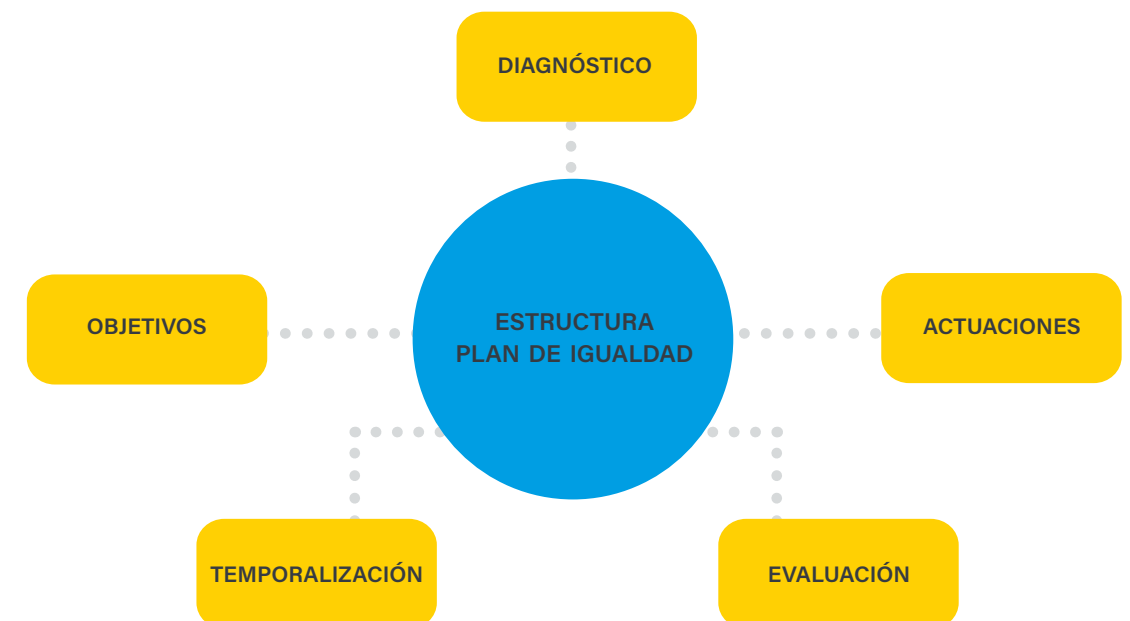 DIAGNÓSTICO
OBJETIVOS
ESTRUCTURA
PLAN DE IGUALDAD
ACTUACIONES
TEMPORALIZACIÓN
EVALUACIÓN